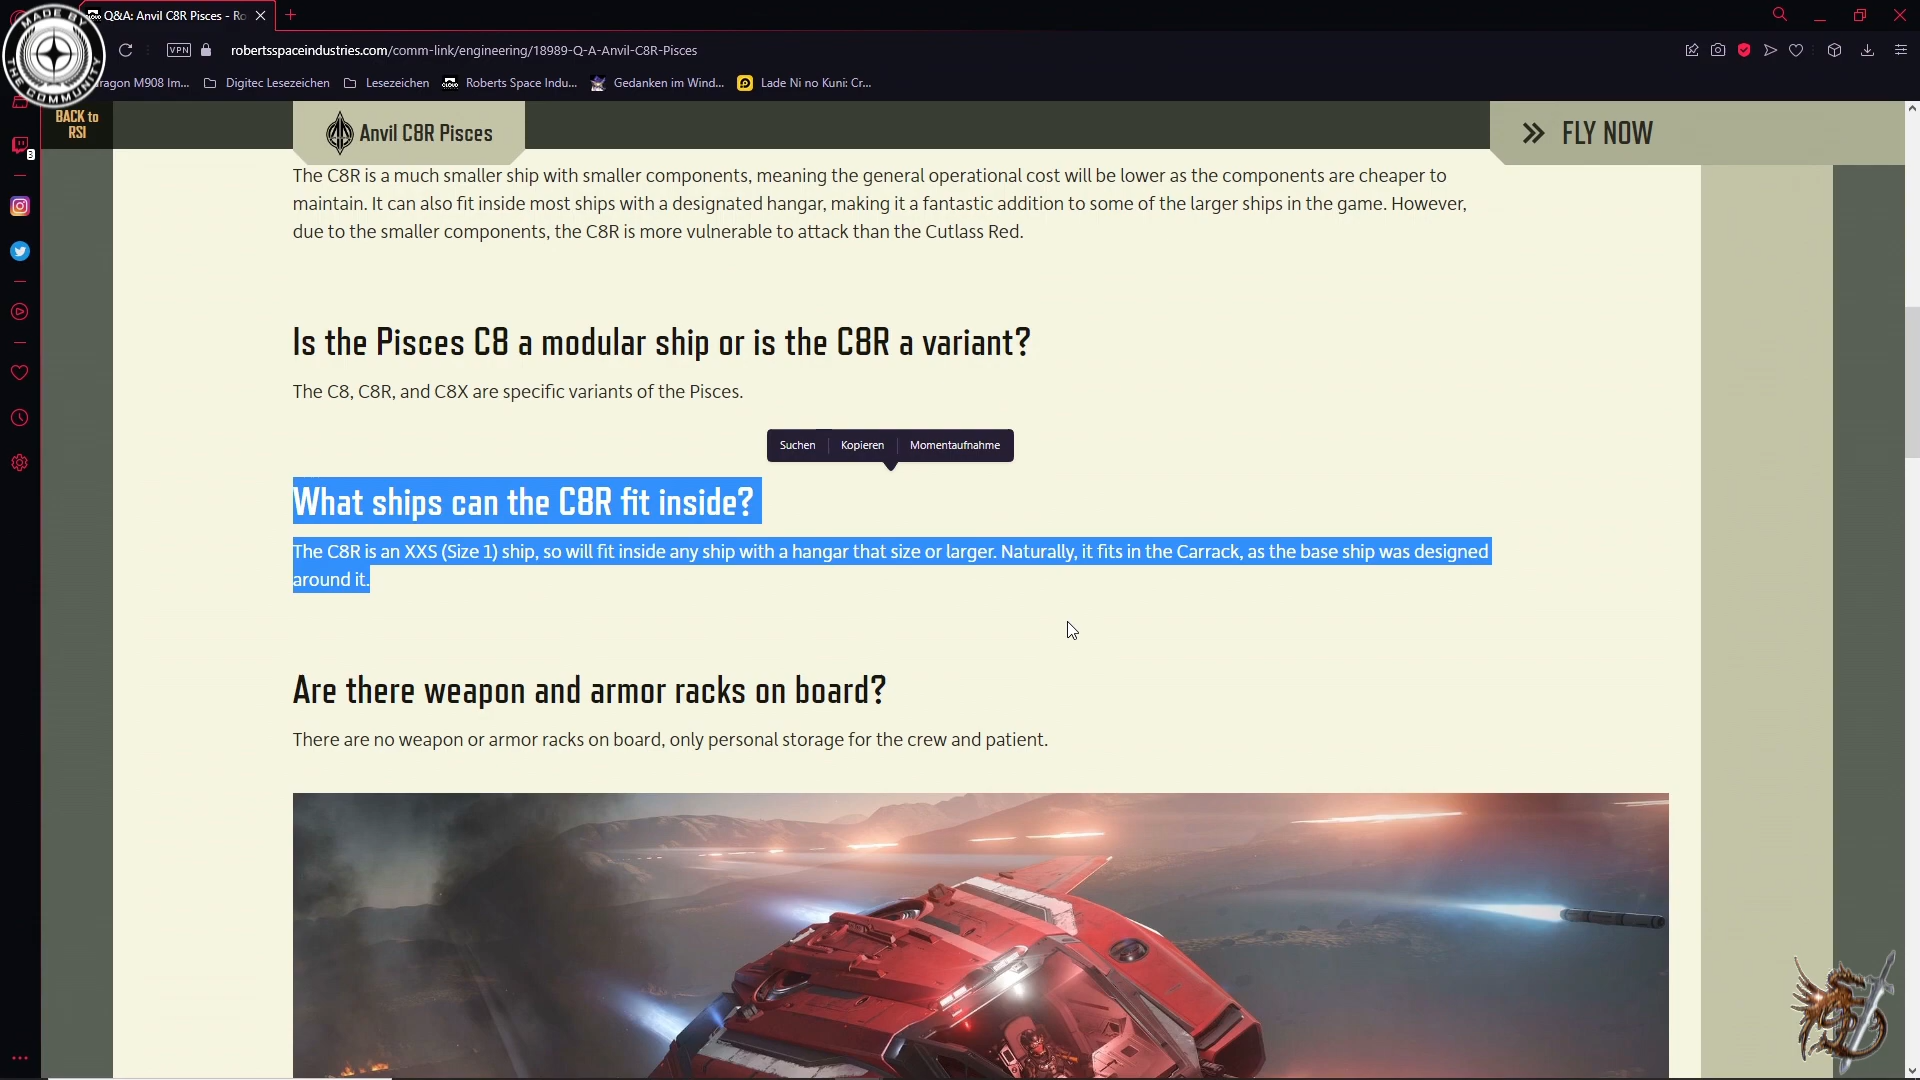 MADE BY
THE COMMUNITY
Q&A: Anvil C8R Pisces - Ro
VPN
robertsspaceindustries.com/comm-link/engineering/18989-Q-A-Anvil-C8R-Pisces
ragon M908 Im...
Digitec Lesezeichen
Lesezeichen
Roberts Space Indu...
Gedanken im Wind...
Lade Ni no Kuni: Cr...
BACK to
RSI
Anvil C8R Pisces
FLY NOW
3
The C8R is a much smaller ship with smaller components, meaning the general operational cost will be lower as the components are cheaper to
maintain. It can also fit inside most ships with a designated hangar, making it a fantastic addition to some of the larger ships in the game. However,
due to the smaller components, the C8R is more vulnerable to attack than the Cutlass Red.
Is the Pisces C8 a modular ship or is the C8R a variant?
The C8, C8R, and C8X are specific variants of the Pisces.
Suchen
Kopieren
Momentaufnahme
What ships can the C8R fit inside?
The C8R is an XXS (Size 1) ship, so will fit inside any ship with a hangar that size or larger. Naturally, it fits in the Carrack, as the base ship was designed
around it.
Are there weapon and armor racks on board?
There are no weapon or armor racks on board, only personal storage for the crew and patient.